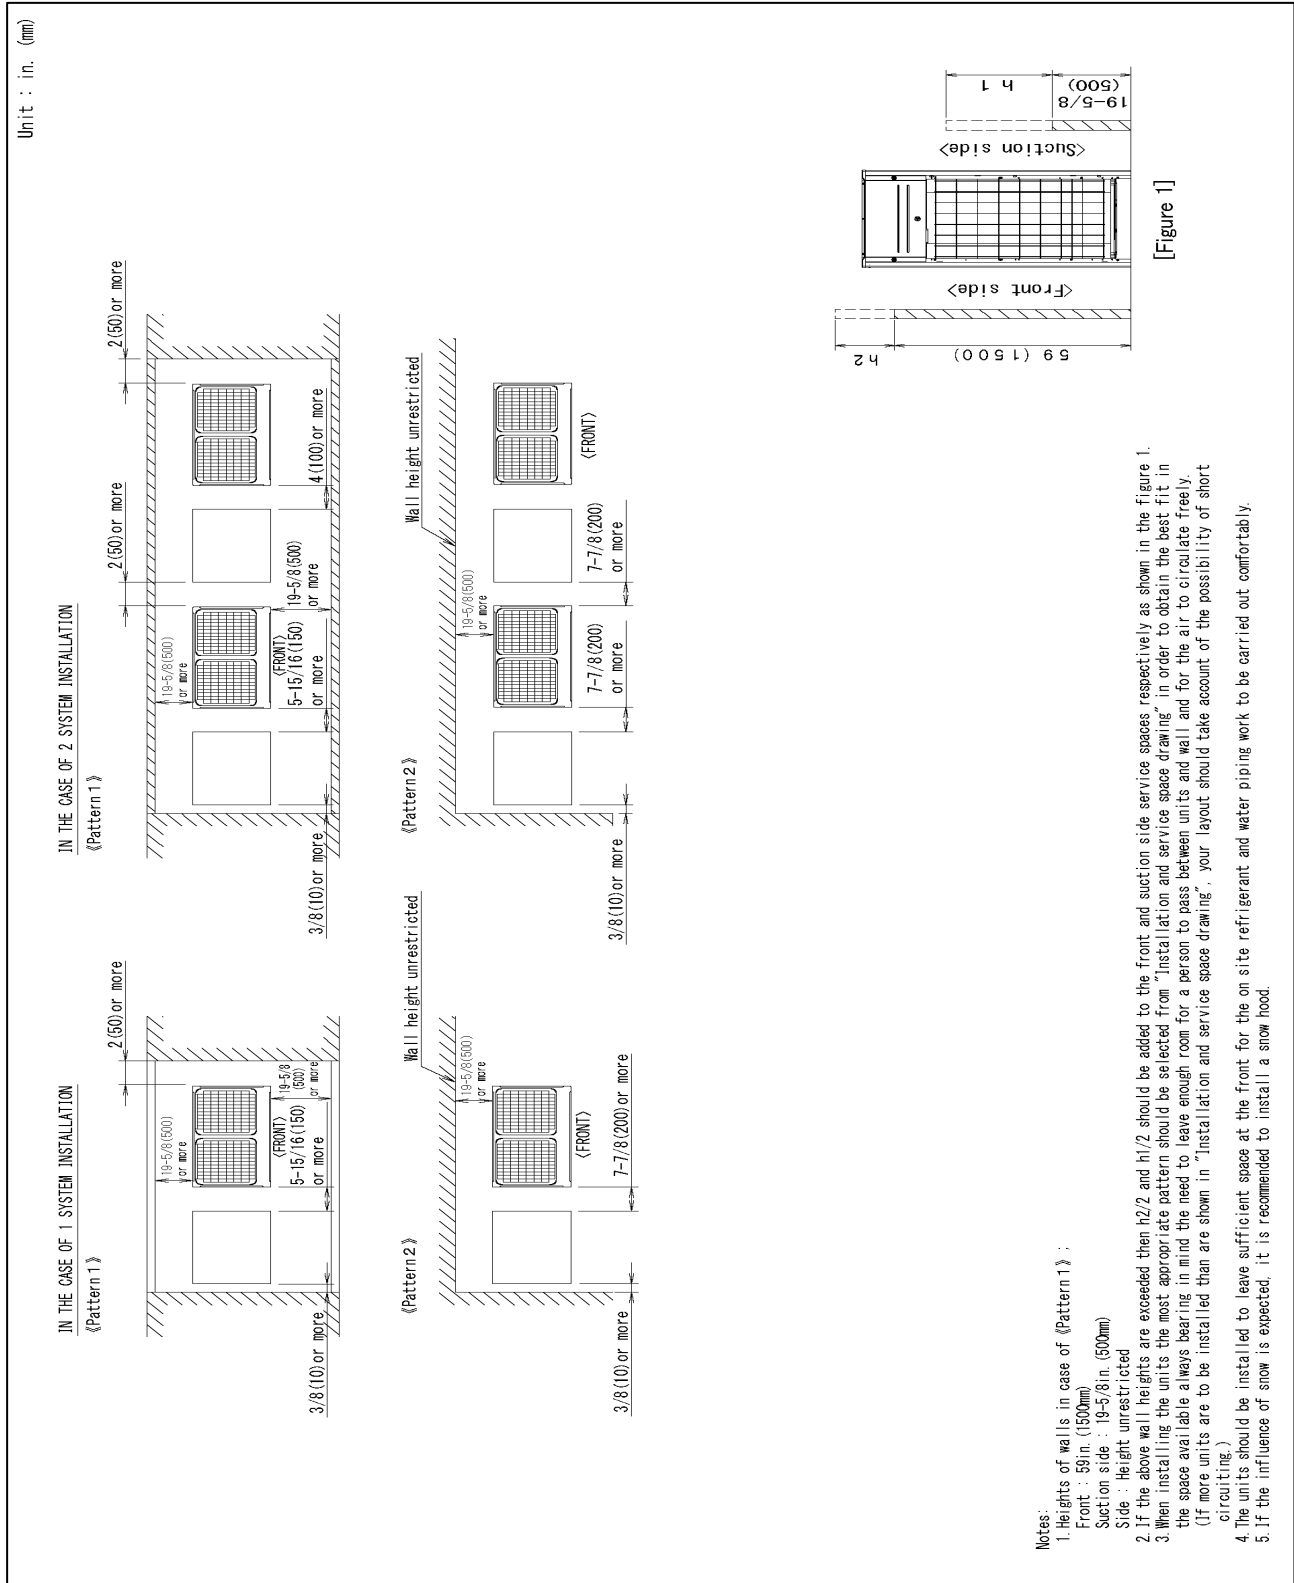 Unit : in. (mm)
IN THE CASE OF 1 SYSTEM INSTALLATION
《Pattern1》
2(50)or more
19-5/8(500)
or more
19-5/8
(500)
or more
〈FRONT〉
5-15/16(150)
or more
3/8(10)or more
《Pattern2》
Wall height unrestricted
19-5/8(500)
or more
〈FRONT〉
7-7/8(200)or more
3/8(10)or more
IN THE CASE OF 2 SYSTEM INSTALLATION
《Pattern1》
2(50)or more
2(50)or more
19-5/8(500)
or more
〈FRONT〉
5-15/16(150)
or more
19-5/8(500)
or more
4(100)or more
3/8(10)or more
《Pattern2》
Wall height unrestricted
19-5/8(500)
or more
〈FRONT〉
7-7/8(200)
or more
7-7/8(200)
or more
3/8(10)or more
h2
59 (1500)
<Front side>
<Suction side>
h1
19-5/8
(500)
[Figure 1]
Notes:
1. Heights of walls in case of《Pattern1》;
Front : 59in. (1500mm)
Suction side : 19-5/8in. (500mm)
Side : Height unrestricted
2. If the above wall heights are exceeded then h2/2 and h1/2 should be added to the front and suction side service spaces respectively as shown in the figure 1.
3. When installing the units the most appropriate pattern should be selected from "Installation and service space drawing" in order to obtain the best fit in
the space available always bearing in mind the need to leave enough room for a person to pass between units and wall and for the air to circulate freely.
(If more units are to be installed than are shown in "Installation and service space drawing", your layout should take account of the possibility of short
circuiting.)
4. The units should be installed to leave sufficient space at the front for the on site refrigerant and water piping work to be carried out comfortably.
5. If the influence of snow is expected, it is recommended to install a snow hood.